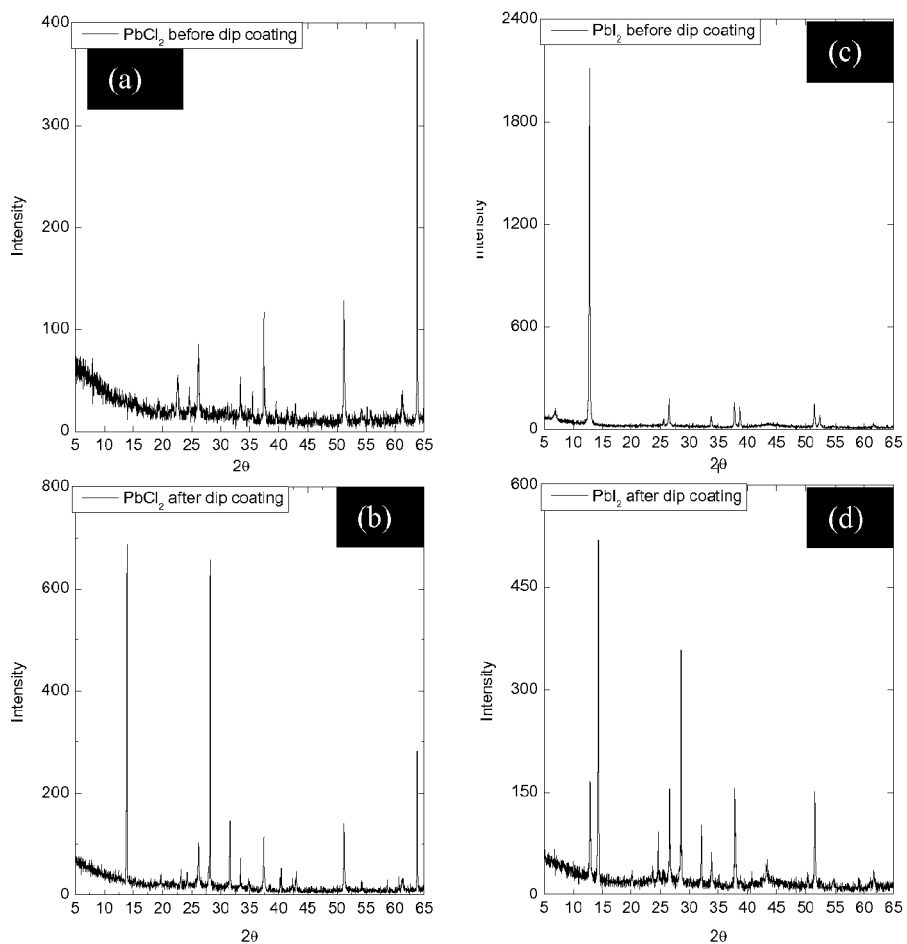 PbCl₂ before dip coating
(a)
400
300
200
100
0
Intensity
5 10 15 20 25 30 35 40 45 50 55 60 65
2θ
PbI₂ before dip coating
(c)
2400
1800
1200
600
0
Intensity
5 10 15 20 25 30 35 40 45 50 55 60 65
2θ
PbCl₂ after dip coating
(b)
800
600
400
200
0
Intensity
5 10 15 20 25 30 35 40 45 50 55 60 65
2θ
PbI₂ after dip coating
(d)
600
450
300
150
0
Intensity
5 10 15 20 25 30 35 40 45 50 55 60 65
2θ